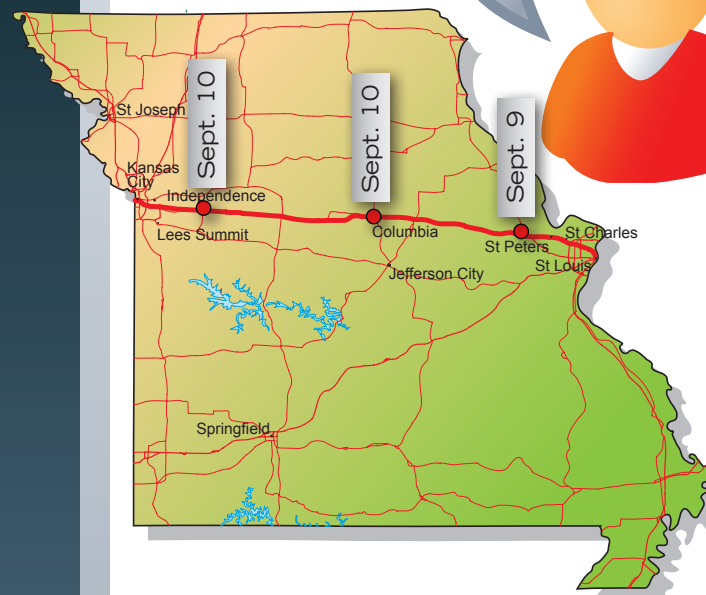 St Joseph
Sept. 10
Sept. 10
Sept. 9
Kansas
City
Independence
Lees Summit
Columbia
St Charles
St Peters
St Louis
Jefferson City
Springfield